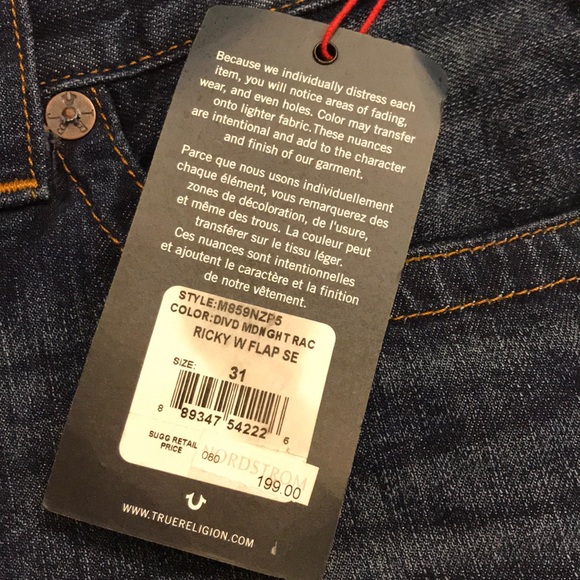 Because we individually distress each
item, you will notice areas of fading,
wear, and even holes. Color may transfer
onto lighter fabric. These nuances
are intentional and add to the character
and finish of our garment.
Parce que nous usons individuellement
chaque élément, vous remarquerez des
zones de décoloration, de l'usure,
et même des trous. La couleur peut
transférer sur le tissu léger.
Ces nuances sont intentionnelles
et ajoutent le caractère et la finition
de notre vêtement.
STYLE:M859NZP5
COLOR:DIVD MDNGHT RAC
RICKY W FLAP SE
SIZE:
31
8 89347 54222 6
SUGG RETAIL
PRICE
080
NORDSTROM
199.00
WWW.TRUERELIGION.COM